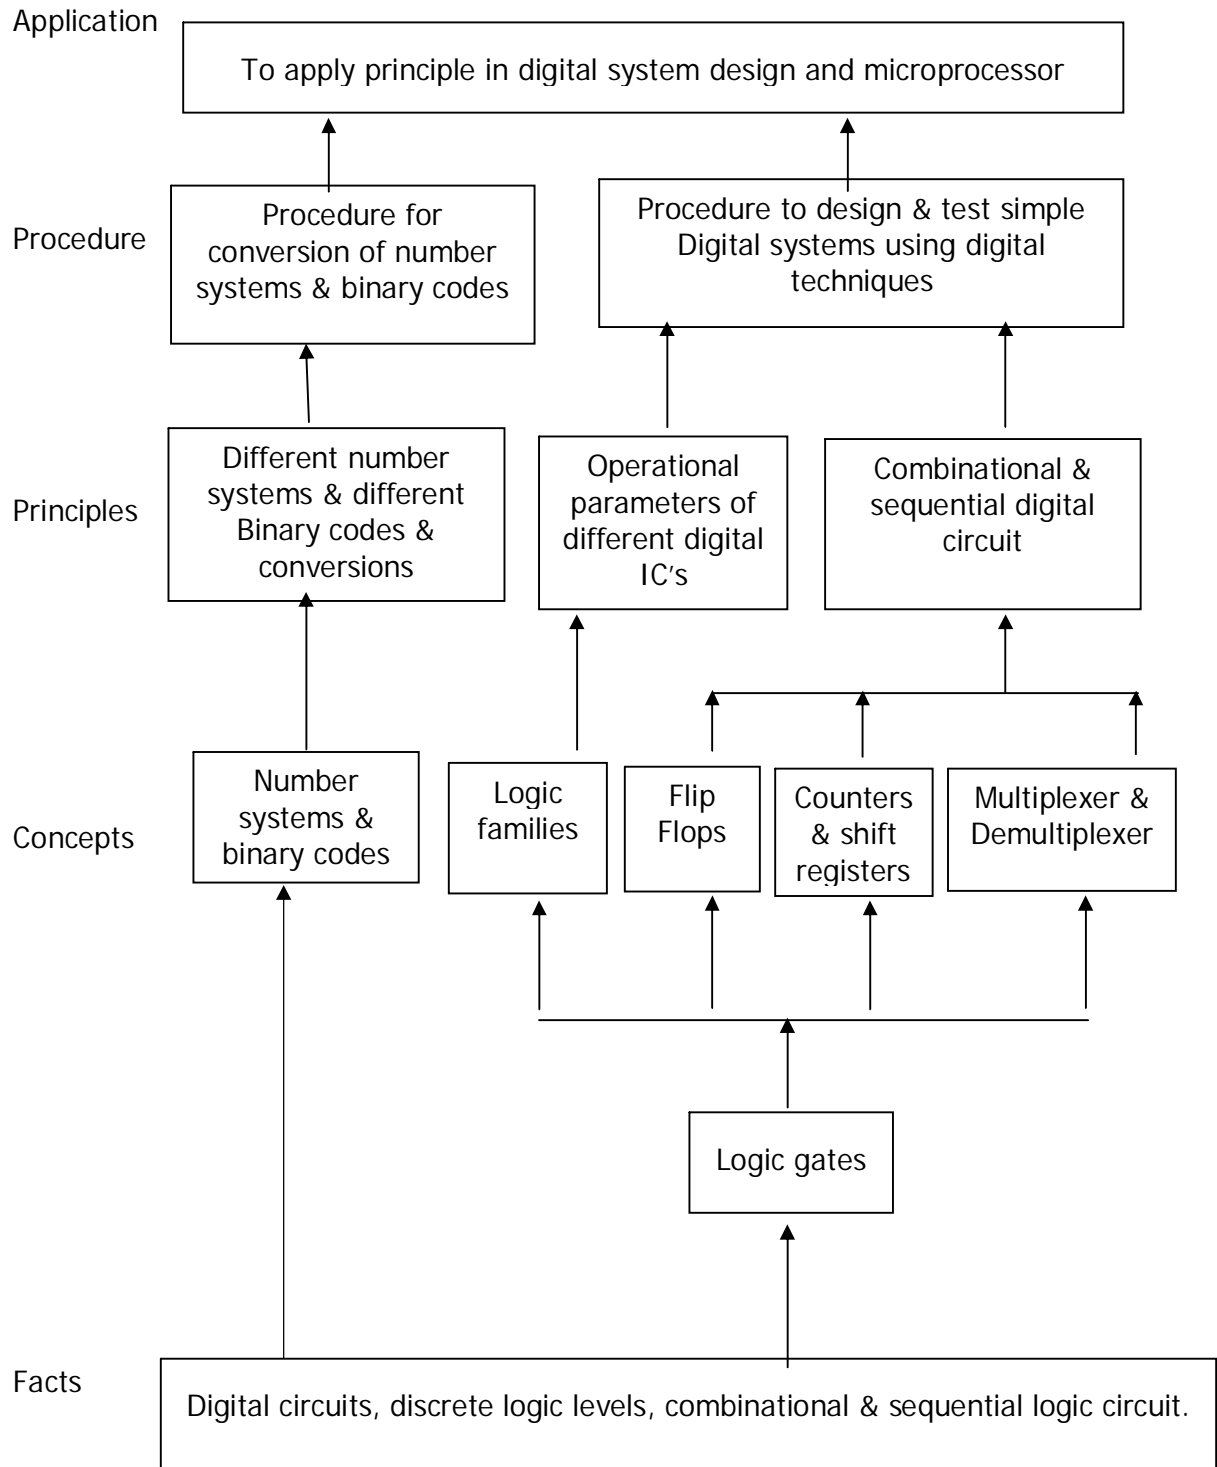 Application
To apply principle in digital system design and microprocessor
Procedure
Procedure for
conversion of number
systems & binary codes
Procedure to design & test simple
Digital systems using digital
techniques
Principles
Different number
systems & different
Binary codes &
conversions
Operational
parameters of
different digital
IC's
Combinational &
sequential digital
circuit
Concepts
Number
systems &
binary codes
Logic
families
Flip
Flops
Counters
& shift
registers
Multiplexer &
Demultiplexer
Logic gates
Facts
Digital circuits, discrete logic levels, combinational & sequential logic circuit.